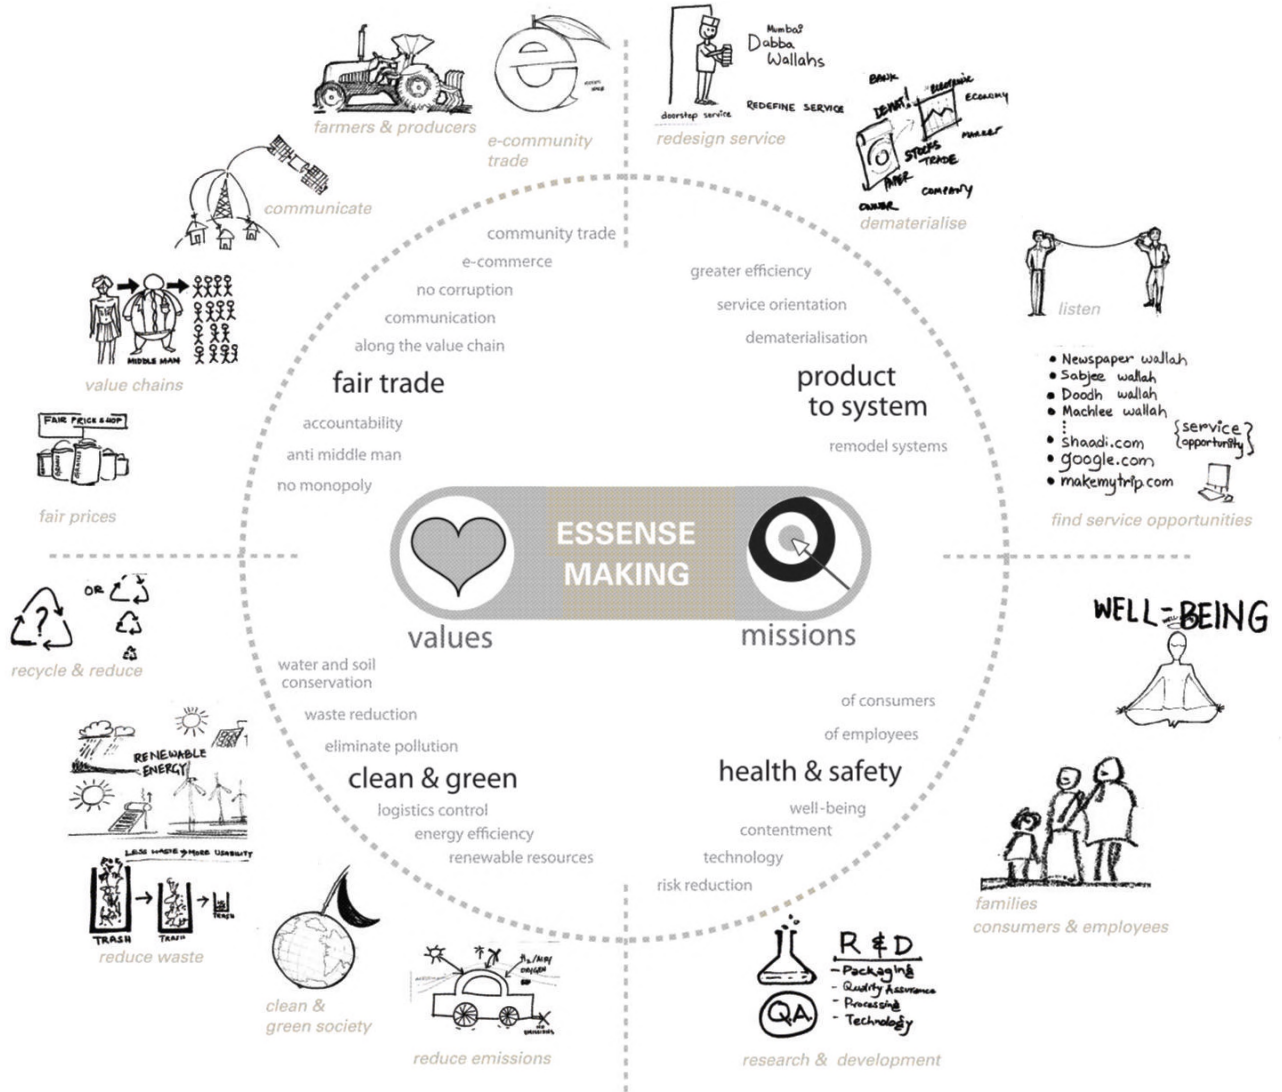 Mumbai
Dabba
Wallahs
doorstep service
REDEFINE SERVICE
redesign service
farmers & producers
e-community
trade
BANK
DEMAT!
ECONOMY
MARKET
STOCKS
TRADE
PAPER
COMPANY
OWNER
dematerialise
communicate
listen
MIDDLE MAN
value chains
FAIR PRICE SHOP
fair prices
• Newspaper wallah
• Sabjee wallah
• Doodh wallah
• Machlee wallah
• shaadi.com
• google.com
• makemytrip.com
{service
opportunity}
find service opportunities
community trade
e-commerce
no corruption
communication
along the value chain
fair trade
accountability
anti middle man
no monopoly
greater efficiency
service orientation
dematerialisation
product
to system
remodel systems
ESSENSE
MAKING
values
missions
water and soil
conservation
waste reduction
eliminate pollution
clean & green
logistics control
energy efficiency
renewable resources
of consumers
of employees
health & safety
well-being
contentment
technology
risk reduction
?
OR
recycle & reduce
RENEWABLE
ENERGY
LESS WASTE → MORE USABILITY
TRASH
TRASH
TRASH
reduce waste
clean &
green society
OXYGEN
NO
EMISSIONS
reduce emissions
WELL-BEING
families
consumers & employees
R & D
- Packaging
- Quality Assurance
- Processing
- Technology
QA
research & development